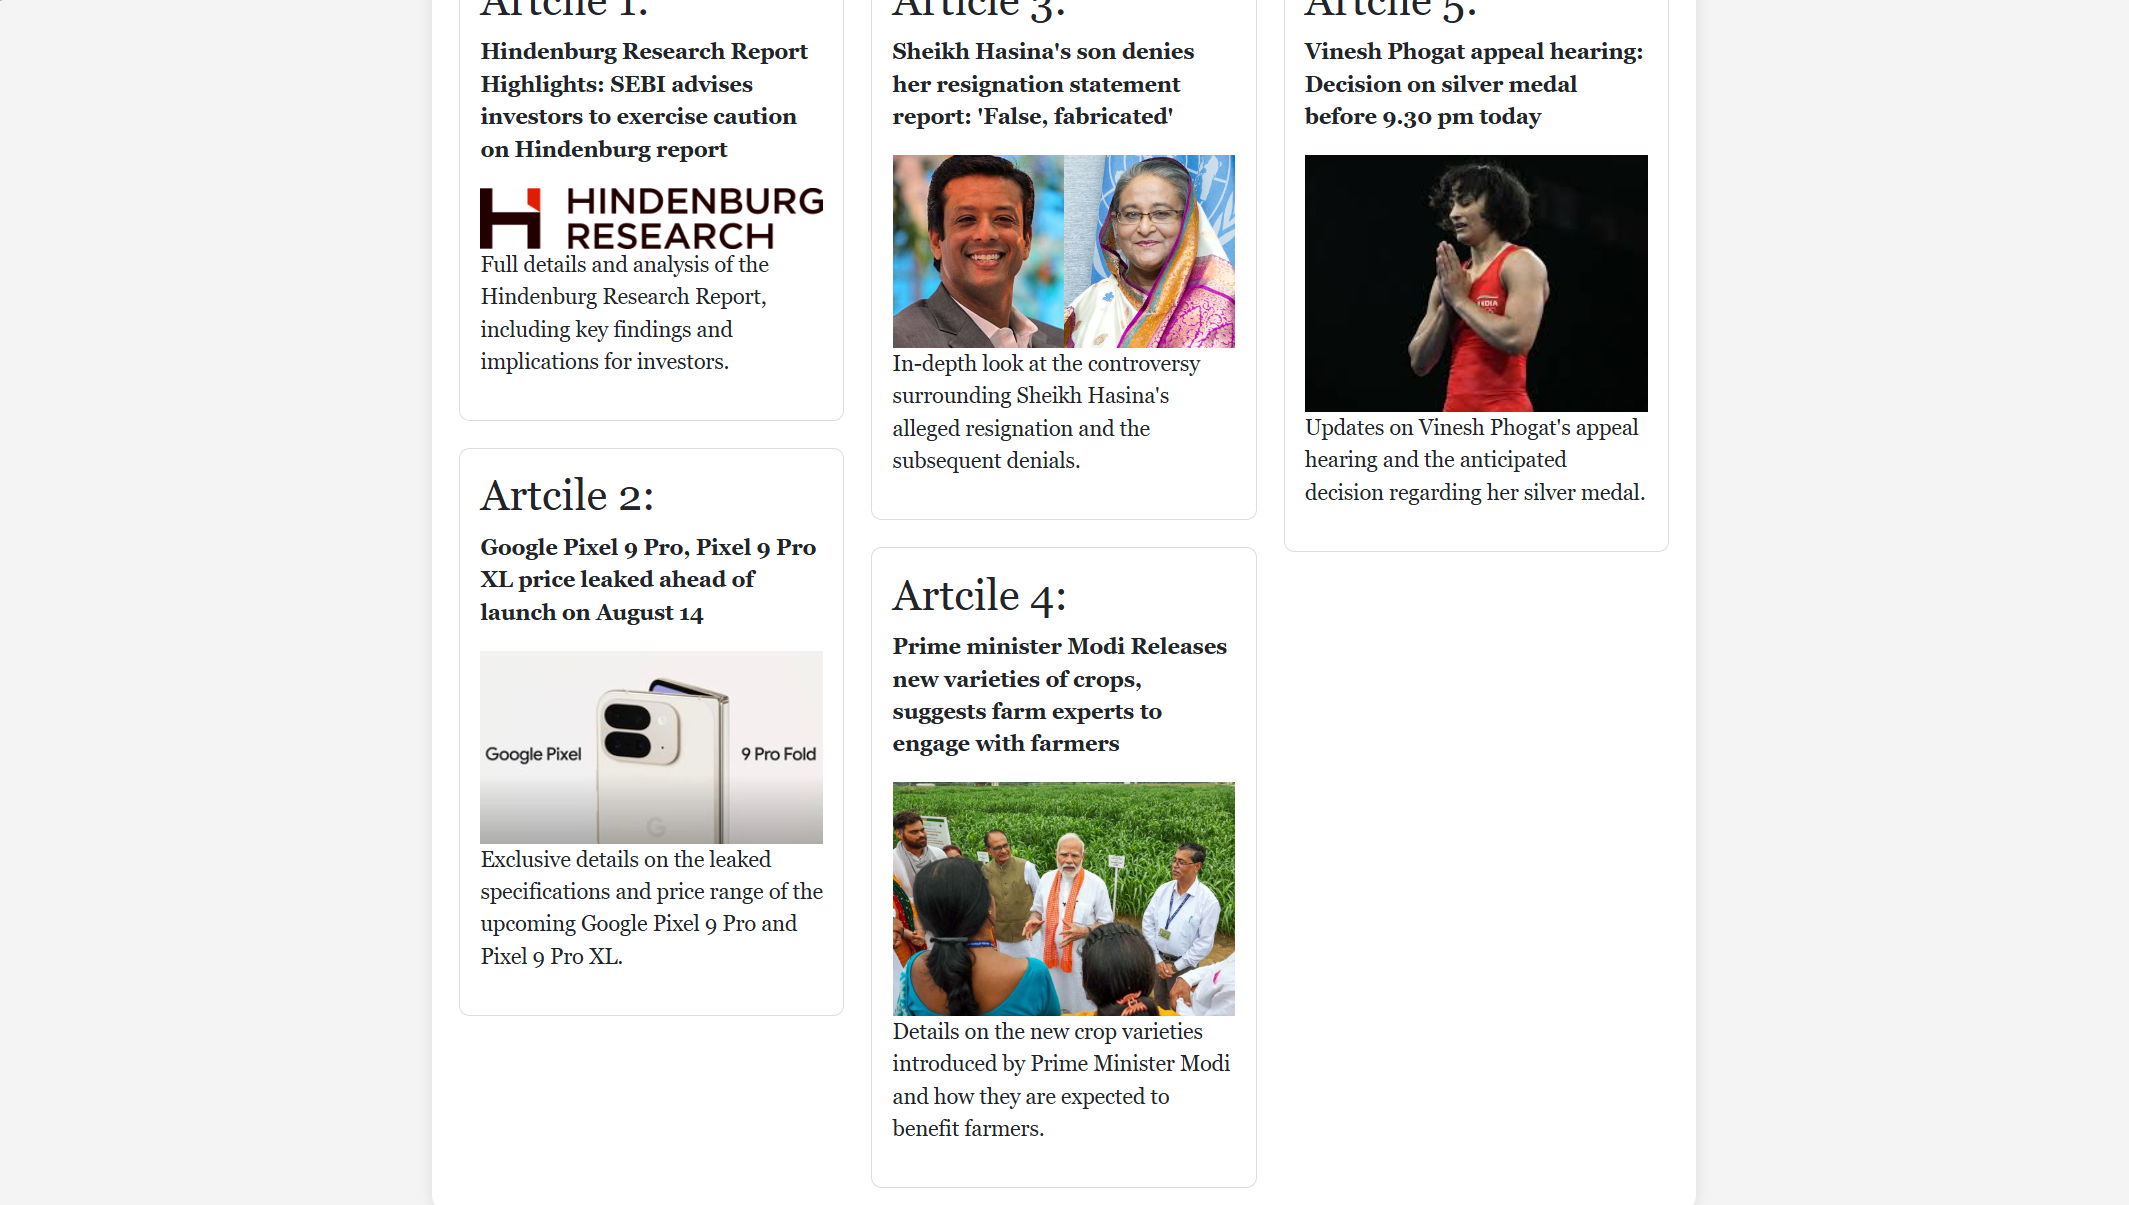 Artcile 1:
Hindenburg Research Report
Highlights: SEBI advises
investors to exercise caution
on Hindenburg report
HINDENBURG
RESEARCH
Full details and analysis of the
Hindenburg Research Report,
including key findings and
implications for investors.
Artcile 2:
Google Pixel 9 Pro, Pixel 9 Pro
XL price leaked ahead of
launch on August 14
Google Pixel
9 Pro Fold
Exclusive details on the leaked
specifications and price range of the
upcoming Google Pixel 9 Pro and
Pixel 9 Pro XL.
Article 3:
Sheikh Hasina's son denies
her resignation statement
report: 'False, fabricated'
In-depth look at the controversy
surrounding Sheikh Hasina's
alleged resignation and the
subsequent denials.
Artcile 4:
Prime minister Modi Releases
new varieties of crops,
suggests farm experts to
engage with farmers
Details on the new crop varieties
introduced by Prime Minister Modi
and how they are expected to
benefit farmers.
Artcile 5:
Vinesh Phogat appeal hearing:
Decision on silver medal
before 9.30 pm today
INDIA
Updates on Vinesh Phogat's appeal
hearing and the anticipated
decision regarding her silver medal.